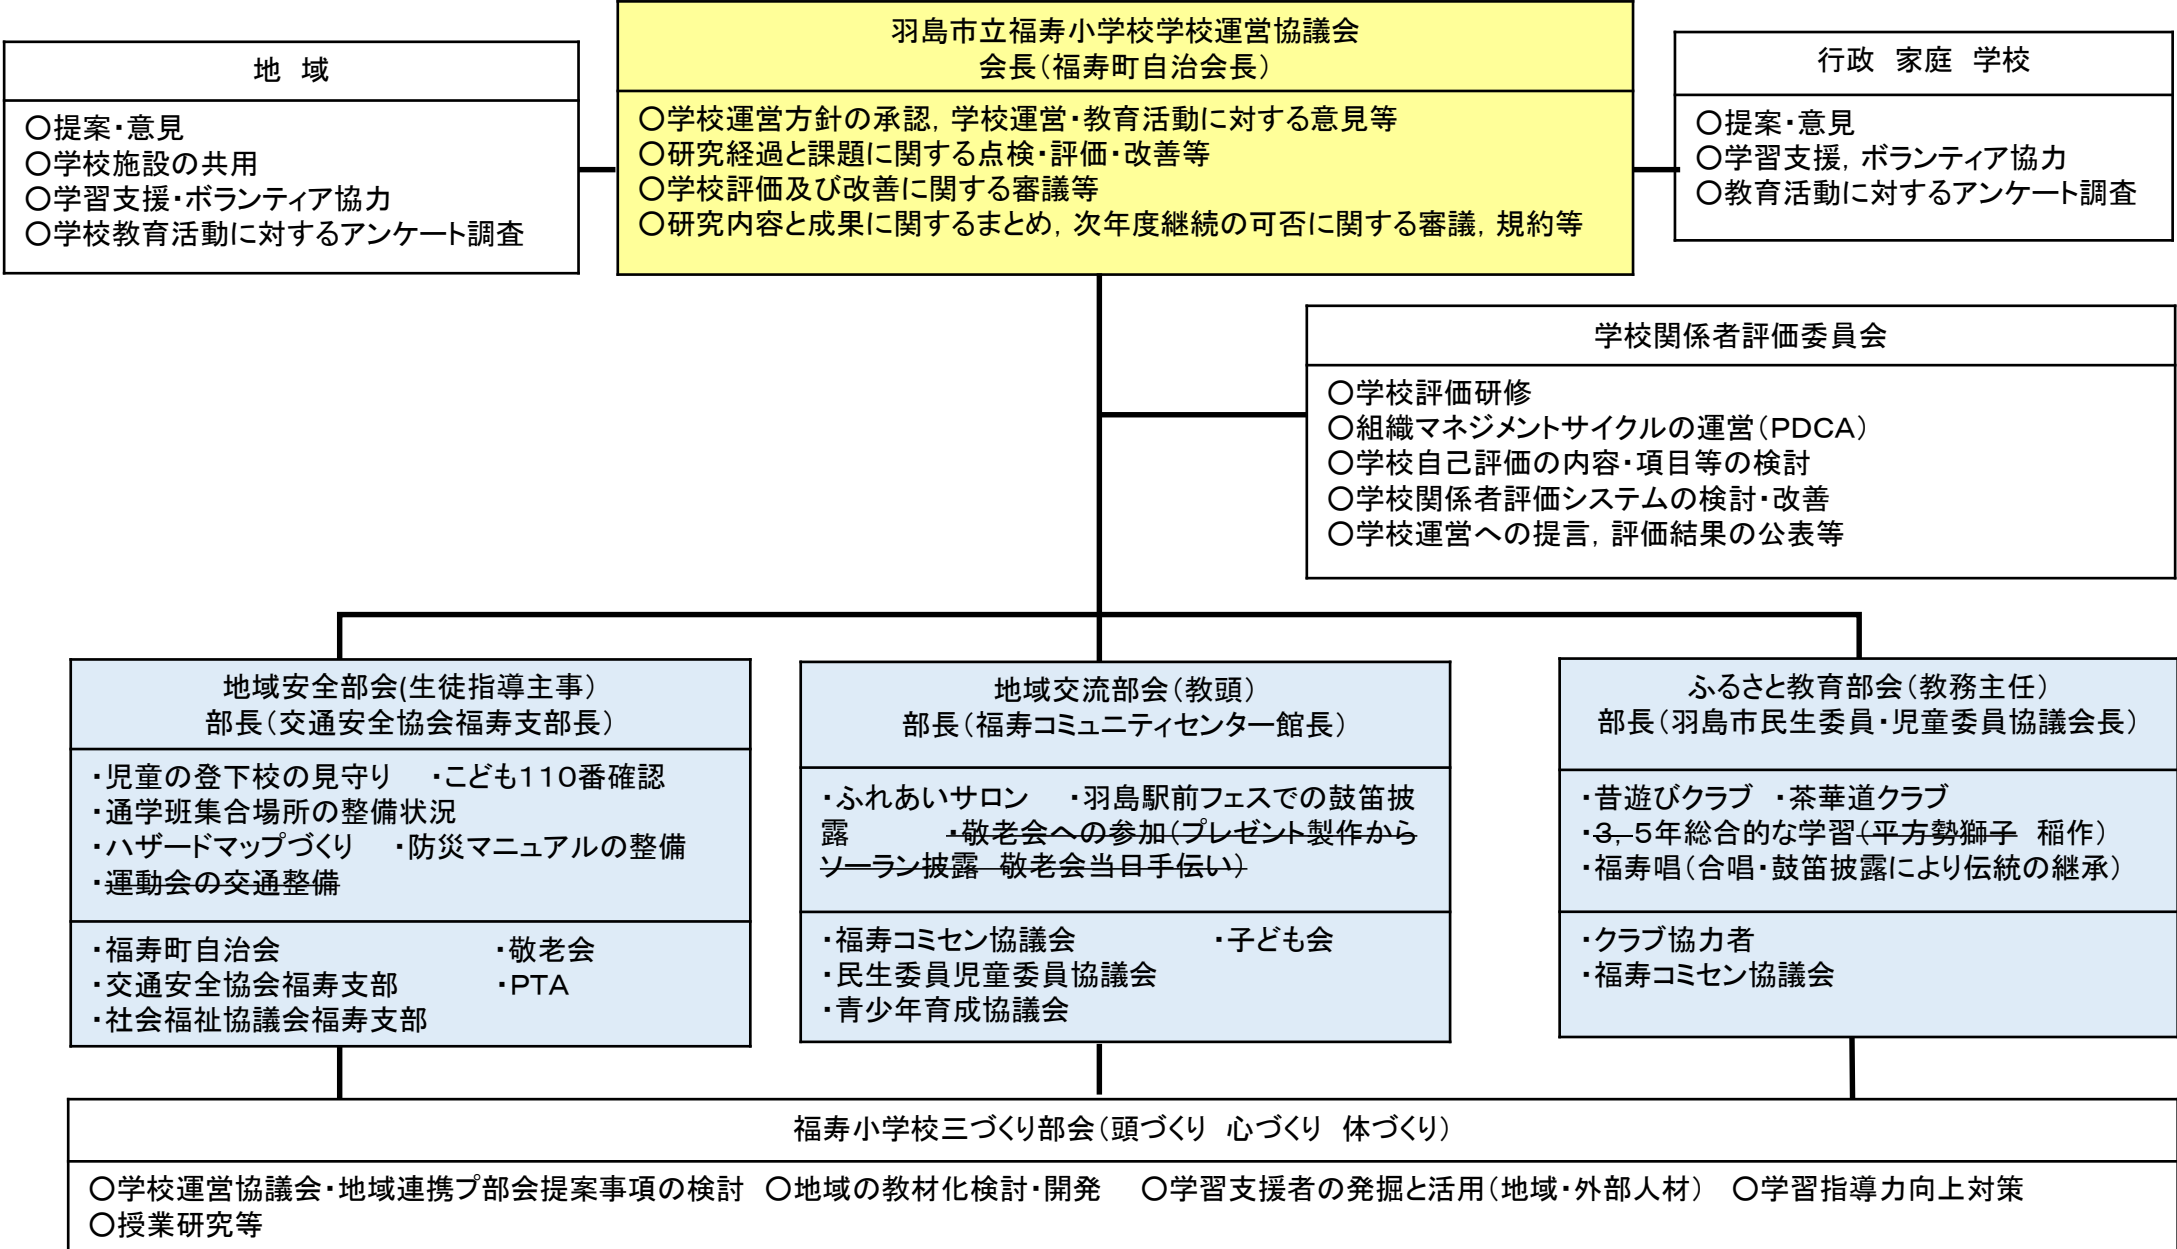 地 域
〇提案・意見
〇学校施設の共用
〇学習支援・ボランティア協力
〇学校教育活動に対するアンケート調査
羽島市立福寿小学校学校運営協議会
会長（福寿町自治会長）
〇学校運営方針の承認，学校運営・教育活動に対する意見等
〇研究経過と課題に関する点検・評価・改善等
〇学校評価及び改善に関する審議等
〇研究内容と成果に関するまとめ，次年度継続の可否に関する審議，規約等
行政 家庭 学校
〇提案・意見
〇学習支援，ボランティア協力
〇教育活動に対するアンケート調査
学校関係者評価委員会
〇学校評価研修
〇組織マネジメントサイクルの運営（PDCA）
〇学校自己評価の内容・項目等の検討
〇学校関係者評価システムの検討・改善
〇学校運営への提言，評価結果の公表等
地域安全部会(生徒指導主事）
部長（交通安全協会福寿支部長）
・児童の登下校の見守り ・こども110番確認
・通学班集合場所の整備状況
・ハザードマップづくり ・防災マニュアルの整備
・運動会の交通整備
・福寿町自治会 ・敬老会
・交通安全協会福寿支部 ・PTA
・社会福祉協議会福寿支部
地域交流部会（教頭）
部長（福寿コミュニティセンター館長）
・ふれあいサロン ・羽島駅前フェスでの鼓笛披
露 ・敬老会への参加（プレゼント製作から
ソーラン披露 敬老会当日手伝い）
・福寿コミセン協議会 ・子ども会
・民生委員児童委員協議会
・青少年育成協議会
ふるさと教育部会（教務主任）
部長（羽島市民生委員・児童委員協議会長）
・昔遊びクラブ ・茶華道クラブ
・3，5年総合的な学習（平方勢獅子 稲作）
・福寿唱（合唱・鼓笛披露により伝統の継承）
・クラブ協力者
・福寿コミセン協議会
福寿小学校三づくり部会（頭づくり 心づくり 体づくり）
〇学校運営協議会・地域連携プ部会提案事項の検討 〇地域の教材化検討・開発 〇学習支援者の発掘と活用（地域・外部人材） 〇学習指導力向上対策
〇授業研究等